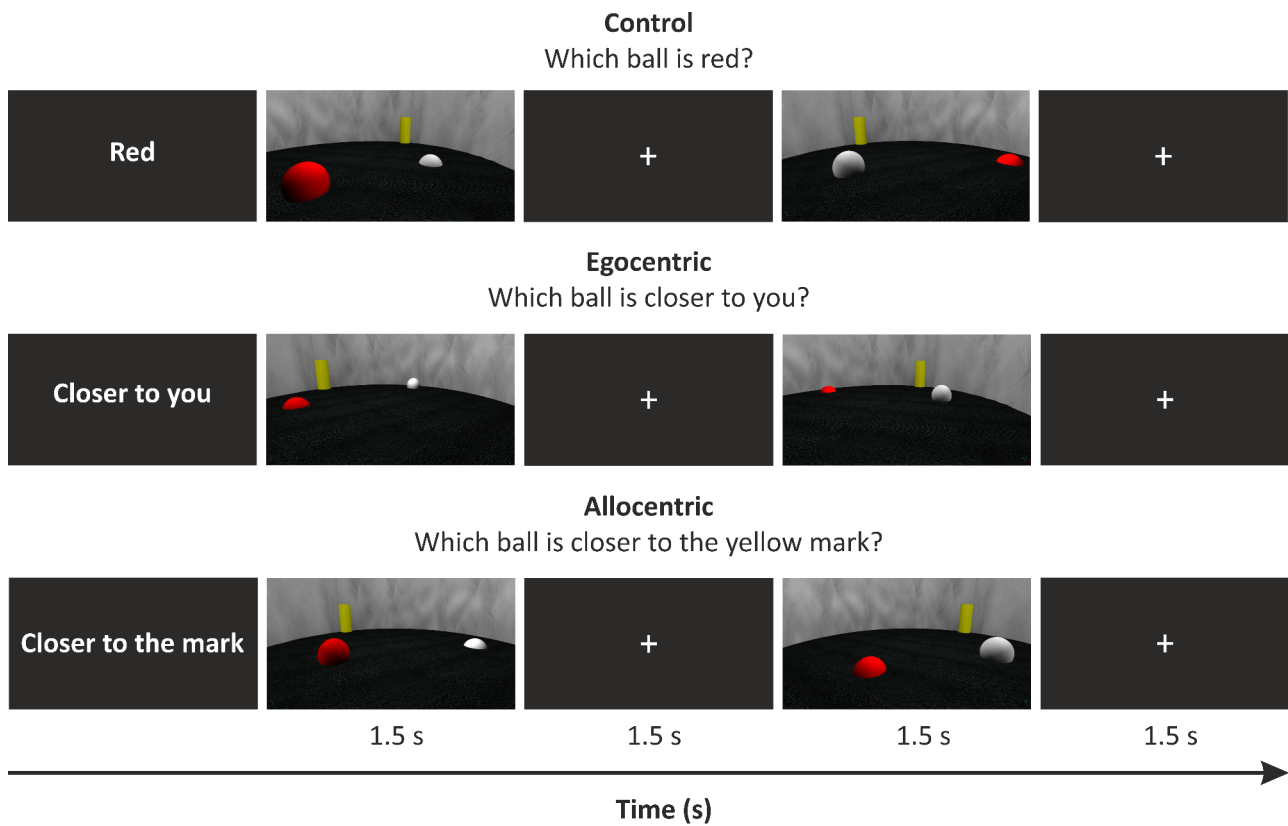 Control
Which ball is red?
Red
+
+
Egocentric
Which ball is closer to you?
Closer to you
+
+
Allocentric
Which ball is closer to the yellow mark?
Closer to the mark
+
+
1.5 s
1.5 s
1.5 s
1.5 s
Time (s)